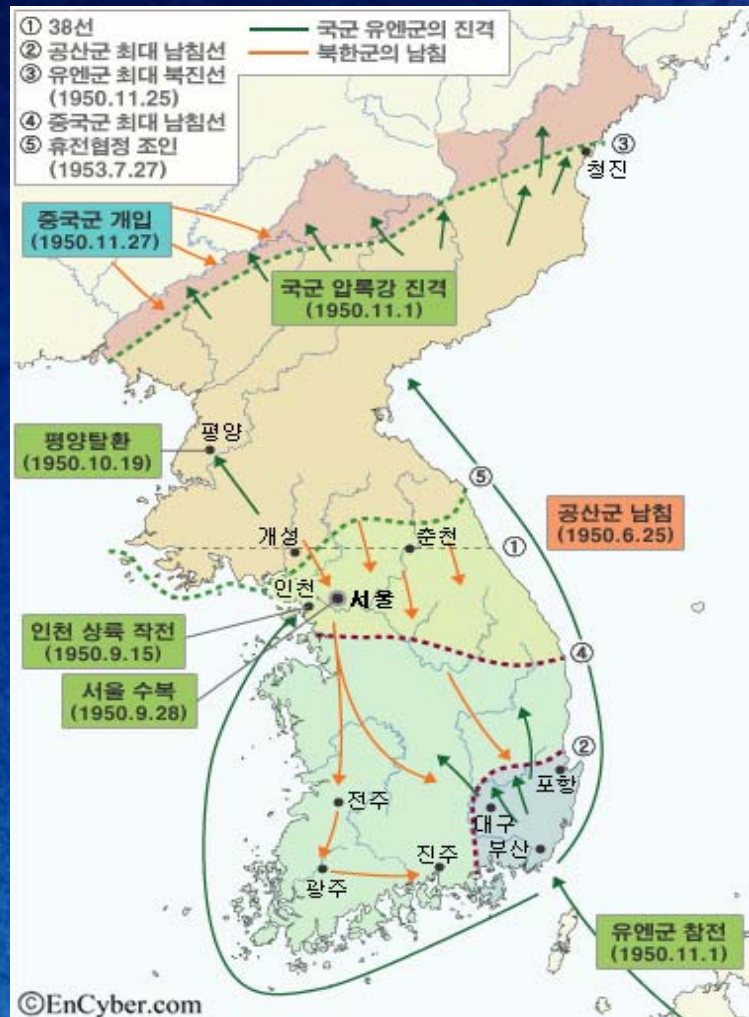 ① 38선
② 공산군 최대 남침선
③ 유엔군 최대 북진선
(1950.11.25)
④ 중국군 최대 남침선
⑤ 휴전협정 조인
(1953.7.27)
국군 유엔군의 진격
북한군의 남침
③
청진
중국군 개입
(1950.11.27)
국군 압록강 진격
(1950.11.1)
평양
평양탈환
(1950.10.19)
⑤
공산군 남침
(1950.6.25)
개성
춘천
①
인천
서울
인천 상륙 작전
(1950.9.15)
④
서울 수복
(1950.9.28)
②
포항
전주
대구
부산
진주
광주
유엔군 참전
(1950.11.1)
©EnCyber.com